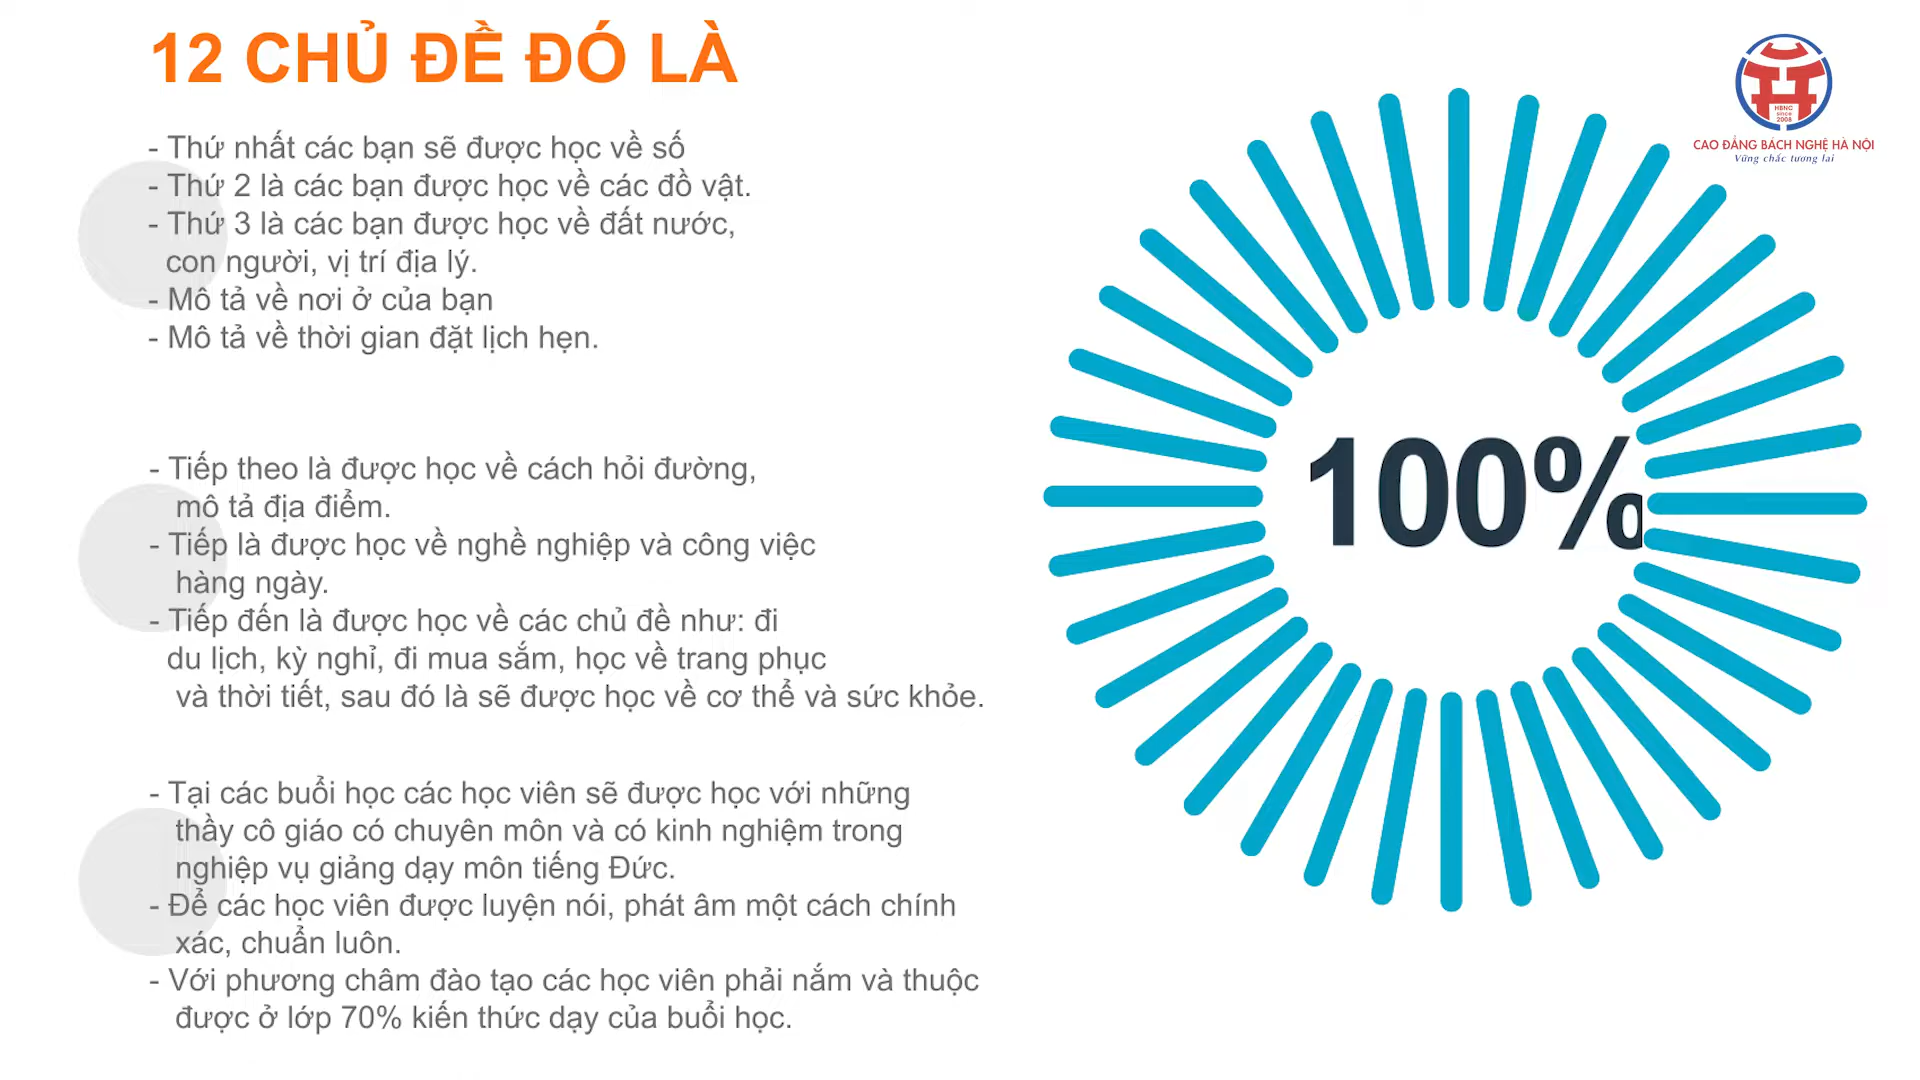 12 CHỦ ĐỀ ĐÓ LÀ
- Thứ nhất các bạn sẽ được học về số
- Thứ 2 là các bạn được học về các đồ vật.
- Thứ 3 là các bạn được học về đất nước,
con người, vị trí địa lý.
- Mô tả về nơi ở của bạn
- Mô tả về thời gian đặt lịch hẹn.
- Tiếp theo là được học về cách hỏi đường,
mô tả địa điểm.
- Tiếp là được học về nghề nghiệp và công việc
hàng ngày.
- Tiếp đến là được học về các chủ đề như: đi
du lịch, kỳ nghỉ, đi mua sắm, học về trang phục
và thời tiết, sau đó là sẽ được học về cơ thể và sức khỏe.
- Tại các buổi học các học viên sẽ được học với những
thầy cô giáo có chuyên môn và có kinh nghiệm trong
nghiệp vụ giảng dạy môn tiếng Đức.
- Để các học viên được luyện nói, phát âm một cách chính
xác, chuẩn luôn.
- Với phương châm đào tạo các học viên phải nắm và thuộc
được ở lớp 70% kiến thức dạy của buổi học.
100%
HBNC
SINCE
2008
CAO ĐẲNG BÁCH NGHỆ HÀ NỘI
Vững chắc tương lai